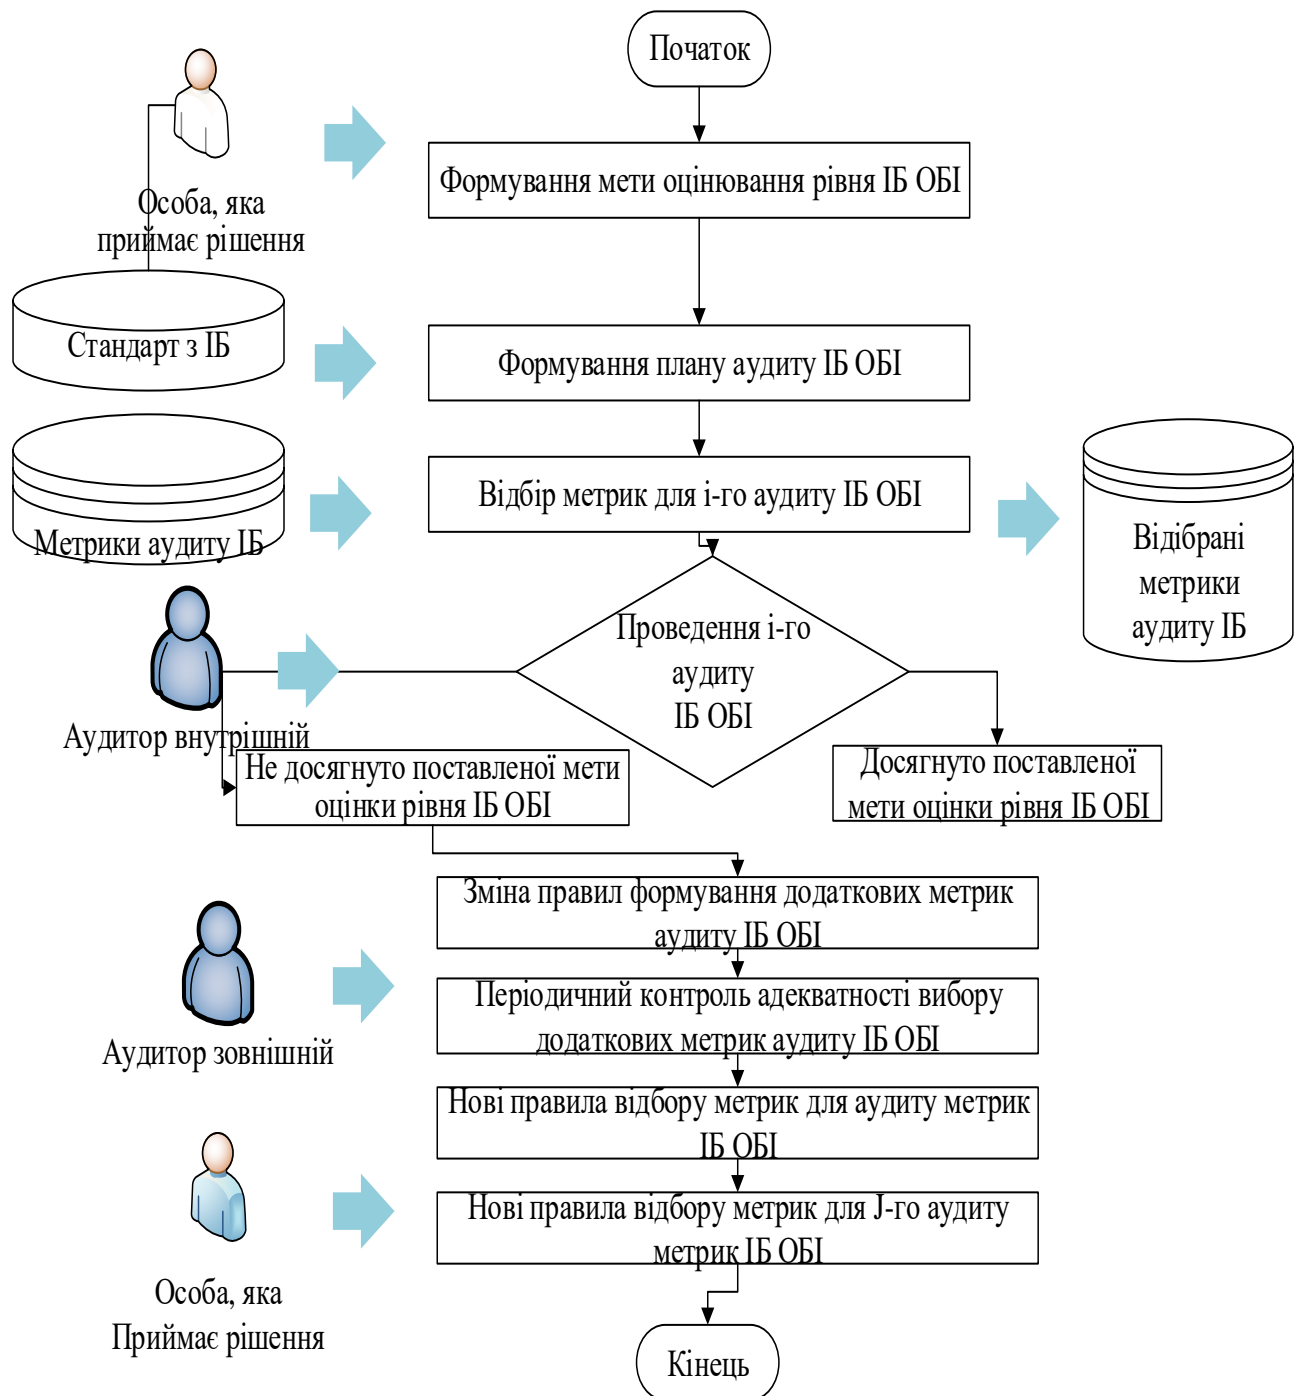 Початок
Формування мети оцінювання рівня ІБ ОБІ
Особа, яка
приймає рішення
Стандарт з ІБ
Формування плану аудиту ІБ ОБІ
Метрики аудиту ІБ
Відбір метрик для і-го аудиту ІБ ОБІ
Відібрані
метрики
аудиту ІБ
Проведення і-го
аудиту
ІБ ОБІ
Аудитор внутрішній
Не досягнуто поставленої мети
оцінки рівня ІБ ОБІ
Досягнуто поставленої
мети оцінки рівня ІБ ОБІ
Зміна правил формування додаткових метрик
аудиту ІБ ОБІ
Аудитор зовнішній
Періодичний контроль адекватності вибору
додаткових метрик аудиту ІБ ОБІ
Нові правила відбору метрик для аудиту метрик
ІБ ОБІ
Нові правила відбору метрик для J-го аудиту
метрик ІБ ОБІ
Особа, яка
Приймає рішення
Кінець